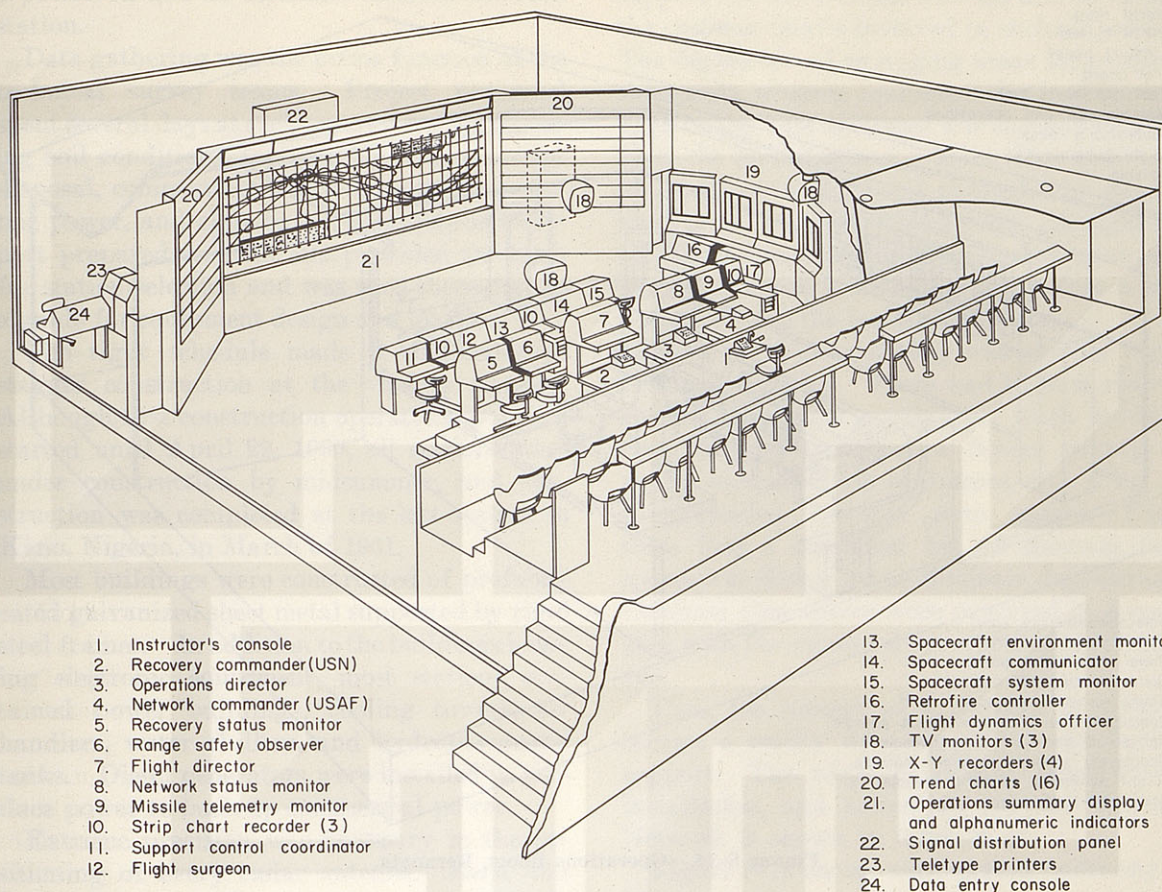 22
20
20
19
18
18
21
23
24
16
10
17
8
9
18
15
14
10
13
12
10
11
7
6
5
4
3
2
1. Instructor's console
2. Recovery commander (USN)
3. Operations director
4. Network commander (USAF)
5. Recovery status monitor
6. Range safety observer
7. Flight director
8. Network status monitor
9. Missile telemetry monitor
10. Strip chart recorder (3)
11. Support control coordinator
12. Flight surgeon
13. Spacecraft environment monito
14. Spacecraft communicator
15. Spacecraft system monitor
16. Retrofire controller
17. Flight dynamics officer
18. TV monitors (3)
19. X-Y recorders (4)
20. Trend charts (16)
21. Operations summary display
and alphanumeric indicators
22. Signal distribution panel
23. Teletype printers
24. Data entry console